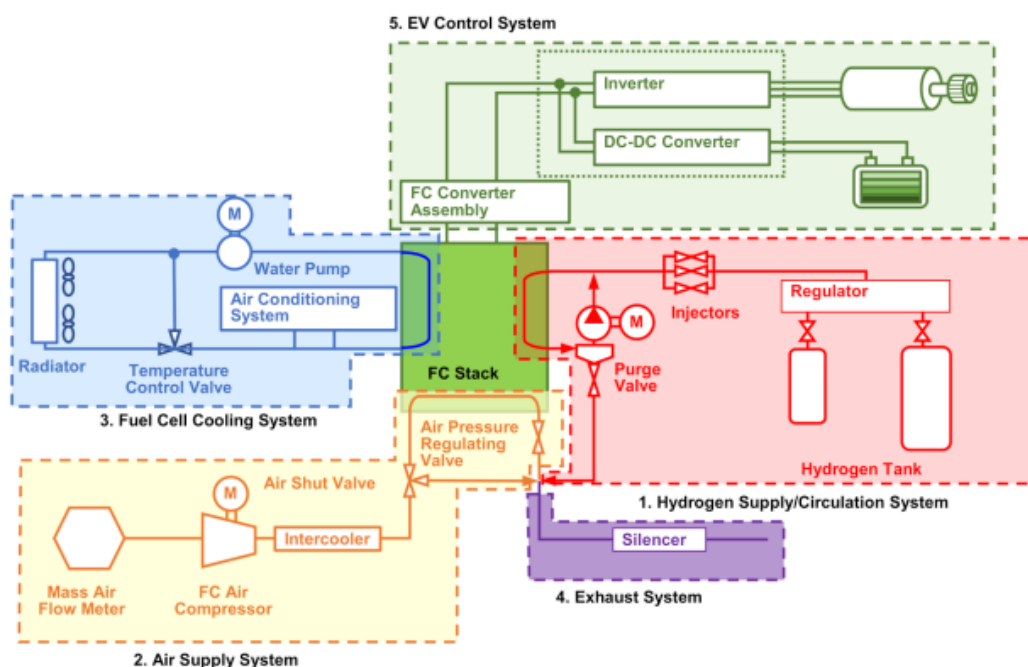 5. EV Control System
Inverter
DC-DC Converter
FC Converter
Assembly
M
Water Pump
Air Conditioning
System
Radiator
Temperature
Control Valve
3. Fuel Cell Cooling System
FC Stack
M
Injectors
Regulator
Purge
Valve
Hydrogen Tank
1. Hydrogen Supply/Circulation System
Air Pressure
Regulating
Valve
M
Air Shut Valve
Intercooler
Mass Air
Flow Meter
FC Air
Compressor
2. Air Supply System
Silencer
4. Exhaust System